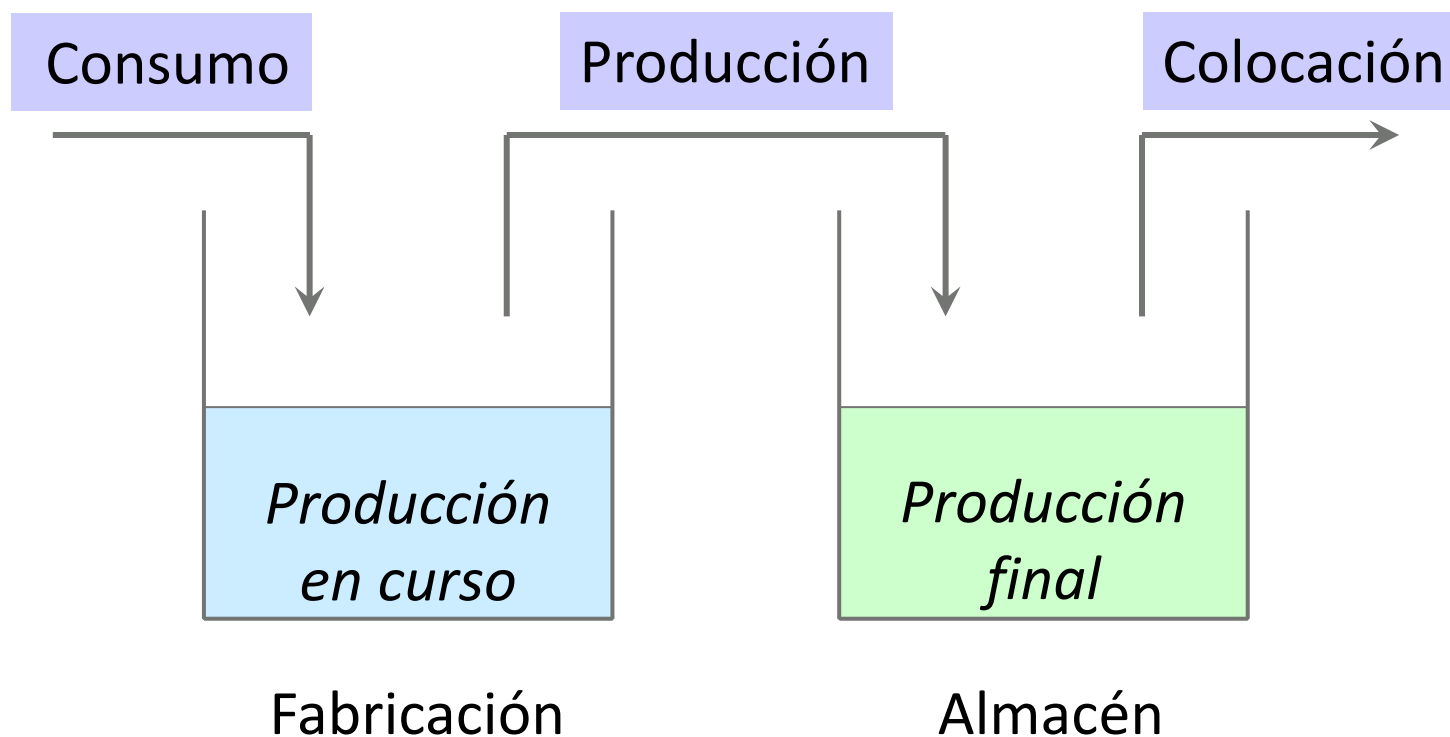 Consumo
Producción
Colocación
Producción
en curso
Producción
final
Fabricación
Almacén